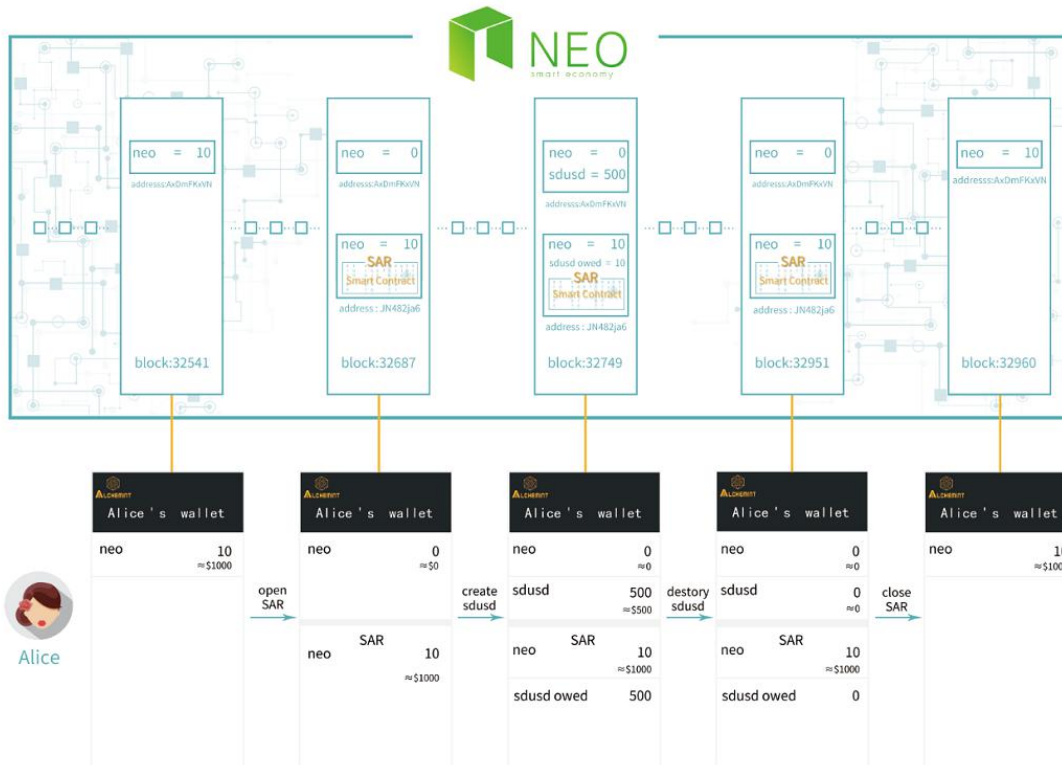 NEO
smart economy
neo = 10
addresss:AxDmFKxVN
block:32541
neo = 0
addresss:AxDmFKxVN
neo = 10
SAR
Smart Contract
address : JN482ja6
block:32687
neo = 0
sdusd = 500
addresss:AxDmFKxVN
neo = 10
sdusd owed = 10
SAR
Smart Contract
address : JN482ja6
block:32749
neo = 0
addresss:AxDmFKxVN
neo = 10
SAR
Smart Contract
address : JN482ja6
block:32951
neo = 10
addresss:AxDmFKxVN
block:32960
Alice
ALCHEMINT
Alice's wallet
neo 10
≈$1000
open
SAR
ALCHEMINT
Alice's wallet
neo 0
≈$0
SAR
neo 10
≈$1000
create
sdusd
ALCHEMINT
Alice's wallet
neo 0
≈0
sdusd 500
≈$500
SAR
neo 10
≈$1000
sdusd owed 500
destory
sdusd
ALCHEMINT
Alice's wallet
neo 0
≈0
sdusd 0
≈0
SAR
neo 10
≈$1000
sdusd owed 0
close
SAR
ALCHEMINT
Alice's wallet
neo